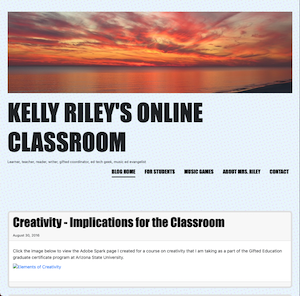 KELLY RILEY'S ONLINE
CLASSROOM
Learner, teacher, reader, writer, gifted coordinator, ed tech geek, music ed evangelist
BLOG HOME FOR STUDENTS MUSIC GAMES ABOUT MRS. RILEY CONTACT
Creativity - Implications for the Classroom
August 30, 2016
Click the image below to view the Adobe Spark page I created for a course on creativity that I am taking as a part of the Gifted Education
graduate certificate program at Arizona State University.
Elements of Creativity